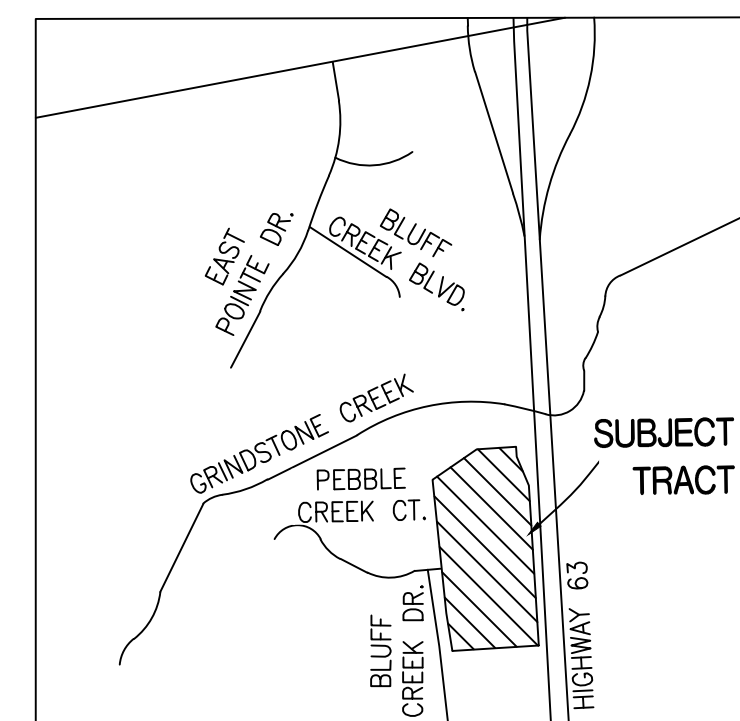 EAST
POINTE DR.
BLUFF
CREEK BLVD.
GRINDSTONE CREEK
SUBJECT
TRACT
PEBBLE
CREEK CT.
BLUFF
CREEK DR.
HIGHWAY 63